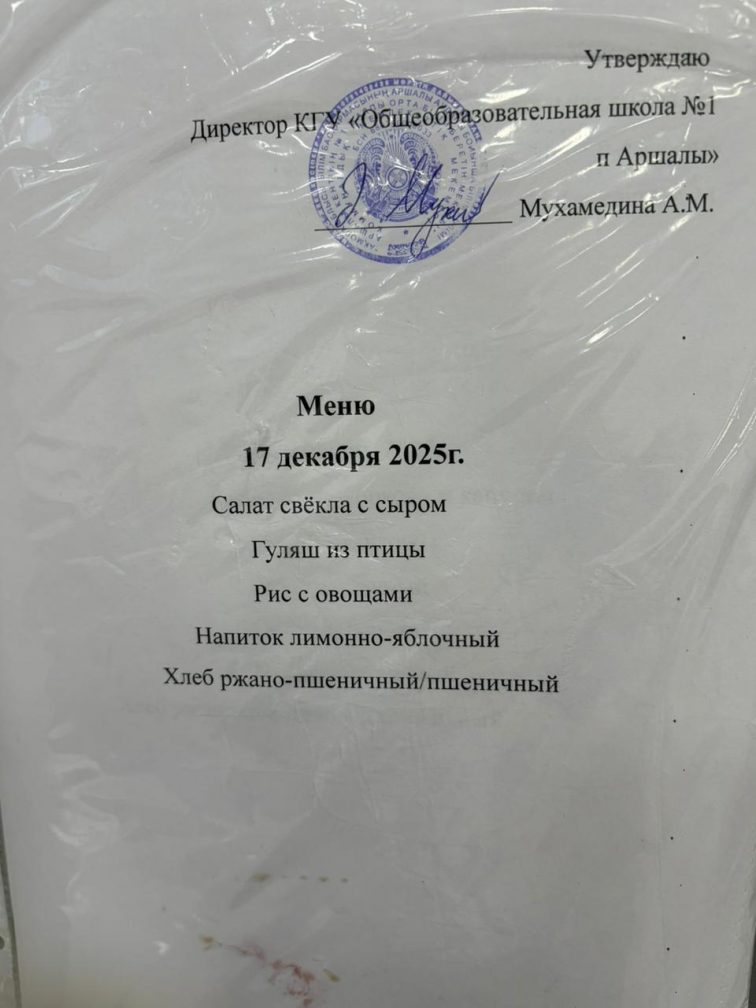 Утверждаю
Директор КГУ «Общеобразовательная школа №1
п Аршалы»
Мухамедина А.М.
Меню
17 декабря 2025г.
Салат свёкла с сыром
Гуляш из птицы
Рис с овощами
Напиток лимонно-яблочный
Хлеб ржано-пшеничный/пшеничный